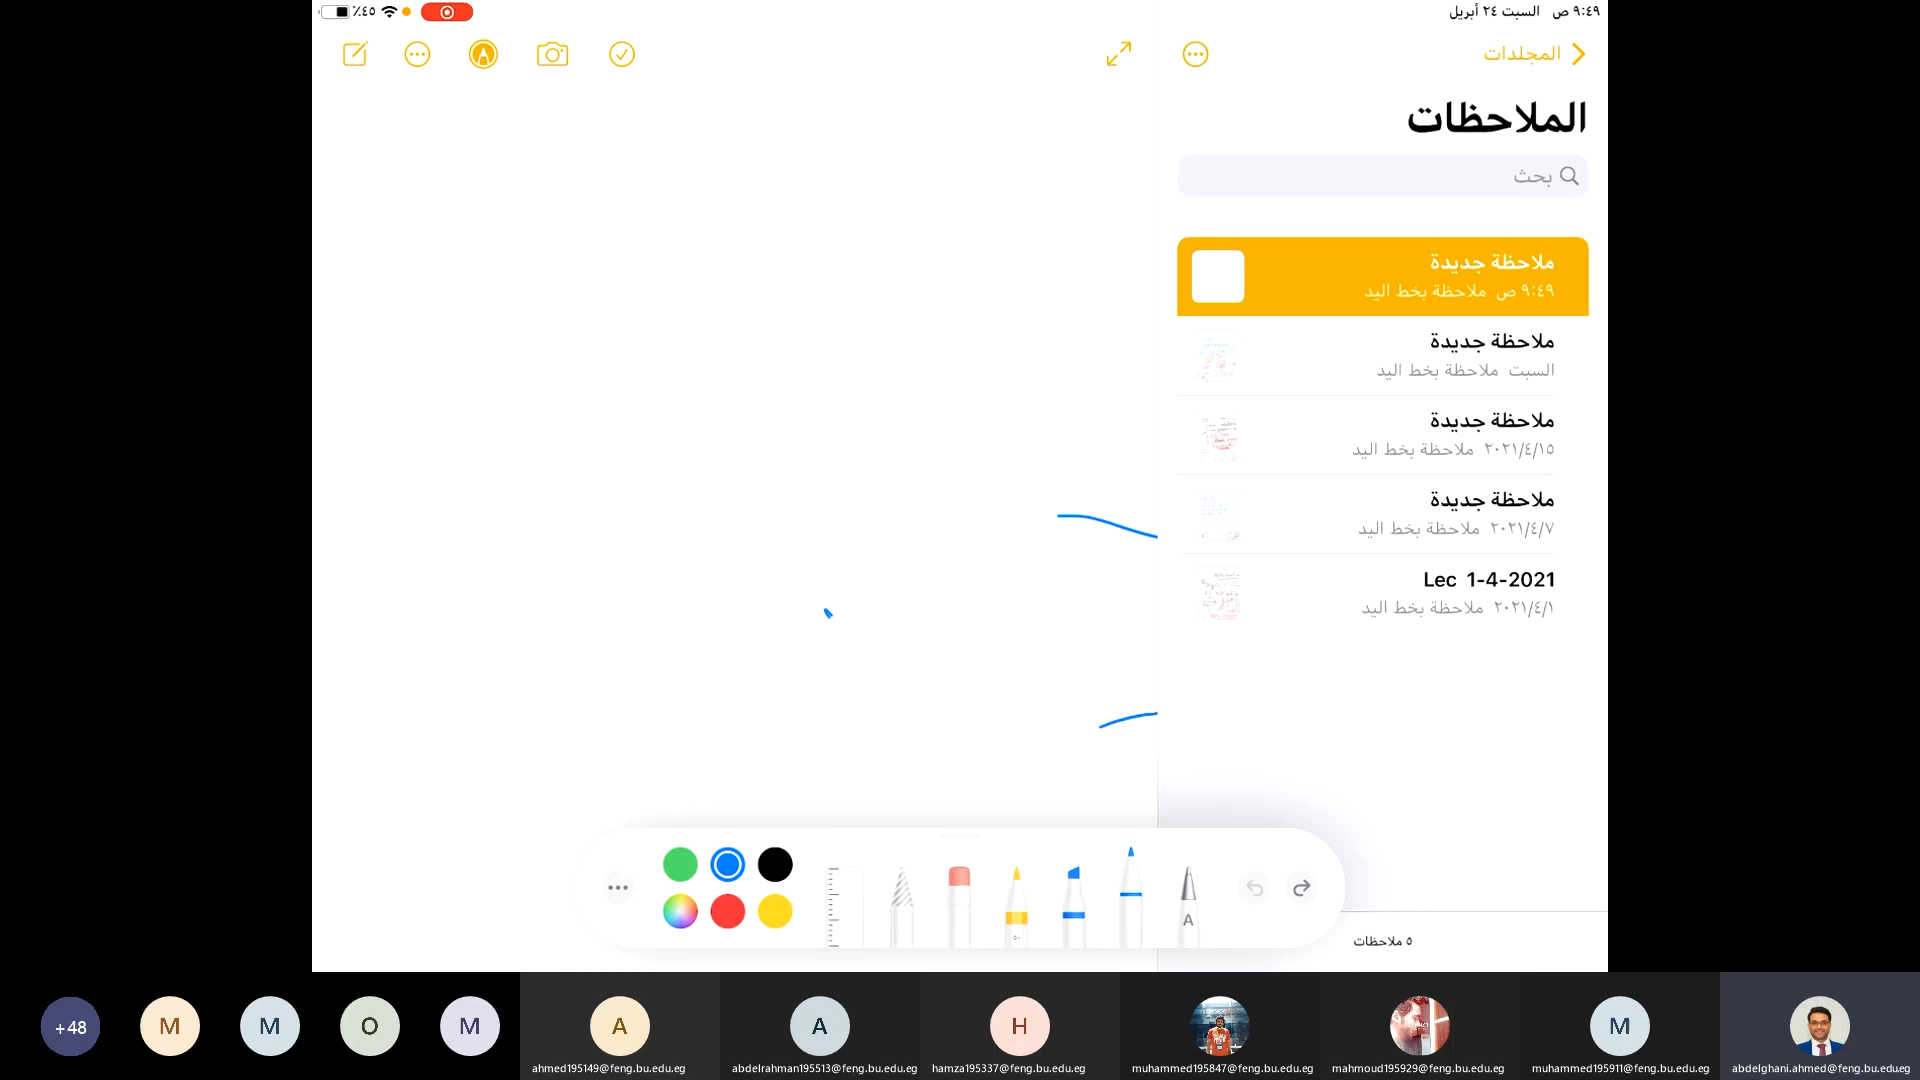 ٩:٤٩ ص السبت ٢٤ أبريل
٪٤٥
المجلدات
الملاحظات
بحث
ملاحظة جديدة
٩:٤٩ ص ملاحظة بخط اليد
ملاحظة جديدة
السبت ملاحظة بخط اليد
ملاحظة جديدة
٢٠٢١/٤/١٥ ملاحظة بخط اليد
ملاحظة جديدة
٢٠٢١/٤/٧ ملاحظة بخط اليد
Lec 1-4-2021
٢٠٢١/٤/١ ملاحظة بخط اليد
A
٥ ملاحظات
+48 M M O M A A H M
ahmed195149@feng.bu.edu.eg
abdelrahman195513@feng.bu.edu.eg
hamza195337@feng.bu.edu.eg
muhammed195847@feng.bu.edu.eg
mahmoud195929@feng.bu.edu.eg
muhammed195911@feng.bu.edu.eg
abdelghani.ahmed@feng.bu.edu.eg